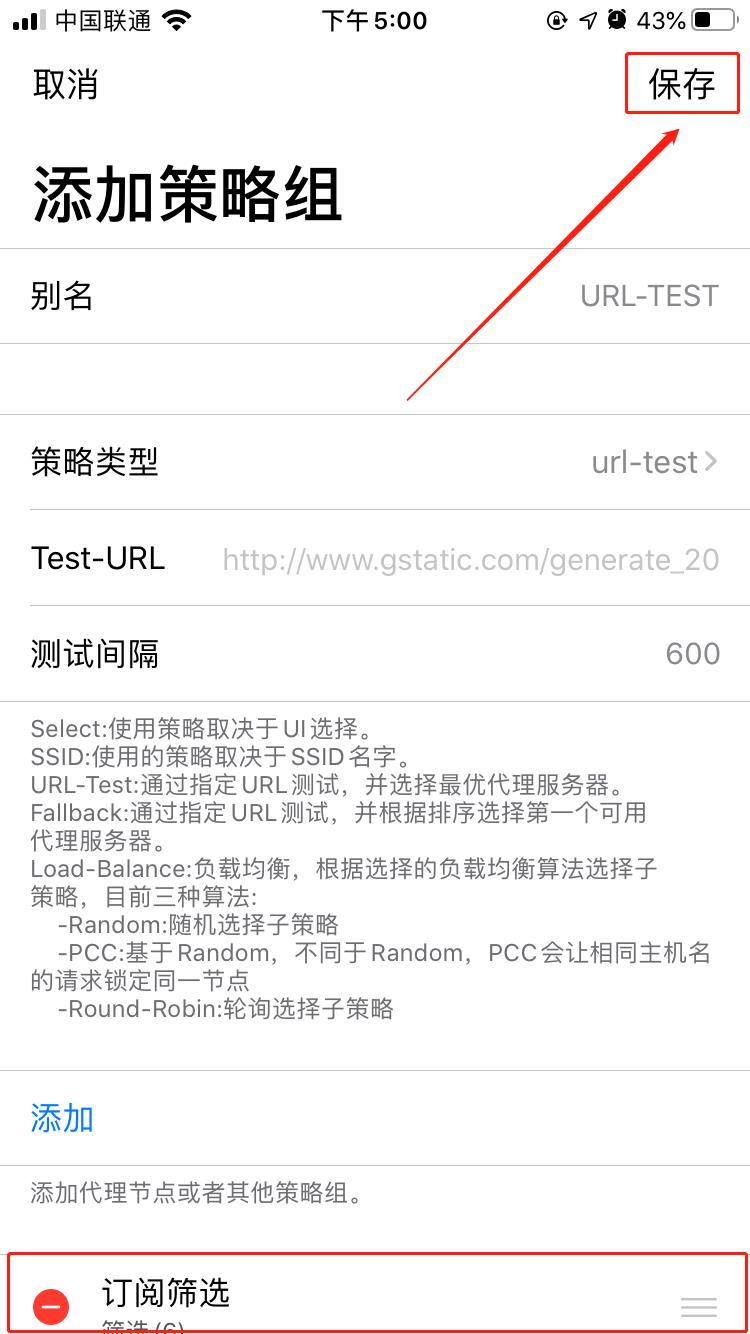 中国联通 下午5:00 43%
取消 保存
添加策略组
别名 URL-TEST
策略类型 url-test
Test-URL http://www.gstatic.com/generate_20
测试间隔 600
Select:使用策略取决于UI选择。
SSID:使用的策略取决于SSID名字。
URL-Test:通过指定URL测试，并选择最优代理服务器。
Fallback:通过指定URL测试，并根据排序选择第一个可用
代理服务器。
Load-Balance:负载均衡，根据选择的负载均衡算法选择子
策略，目前三种算法:
-Random:随机选择子策略
-PCC:基于Random，不同于Random，PCC会让相同主机名
的请求锁定同一节点
-Round-Robin:轮询选择子策略
添加
添加代理节点或者其他策略组。
订阅筛选
筛选(6)